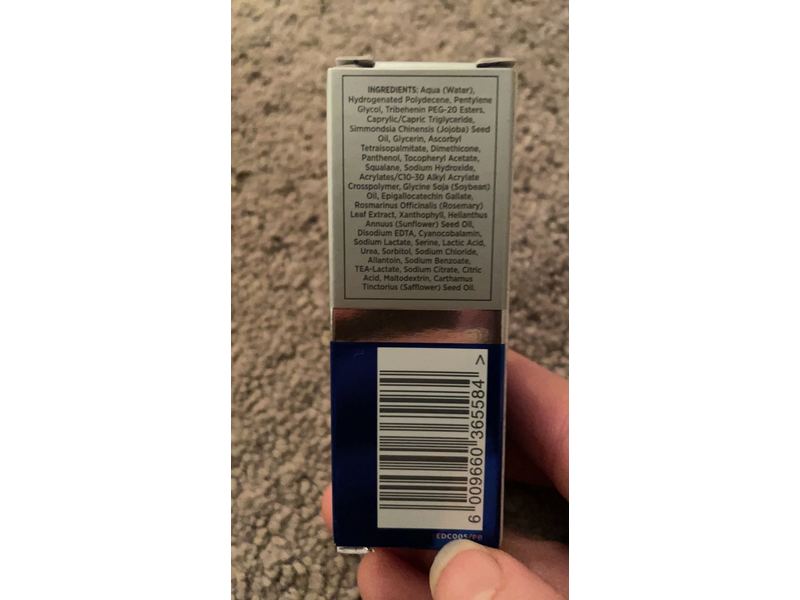 INGREDIENTS: Aqua (Water),
Hydrogenated Polydecene, Pentylene
Glycol, Tribehenin PEG-20 Esters,
Caprylic/Capric Triglyceride,
Simmondsia Chinensis (Jojoba) Seed
Oil, Glycerin, Ascorbyl
Tetraisopalmitate, Dimethicone,
Panthenol, Tocopheryl Acetate,
Squalane, Sodium Hydroxide,
Acrylates/C10-30 Alkyl Acrylate
Crosspolymer, Glycine Soja (Soybean)
Oil, Epigallocatechin Gallate,
Rosmarinus Officinalis (Rosemary)
Leaf Extract, Xanthophyll, Helianthus
Annuus (Sunflower) Seed Oil,
Disodium EDTA, Cyanocobalamin,
Sodium Lactate, Serine, Lactic Acid,
Urea, Sorbitol, Sodium Chloride,
Allantoin, Sodium Benzoate,
TEA-Lactate, Sodium Citrate, Citric
Acid, Maltodextrin, Carthamus
Tinctorius (Safflower) Seed Oil.
6 009660 365584 >
EDC005/P0